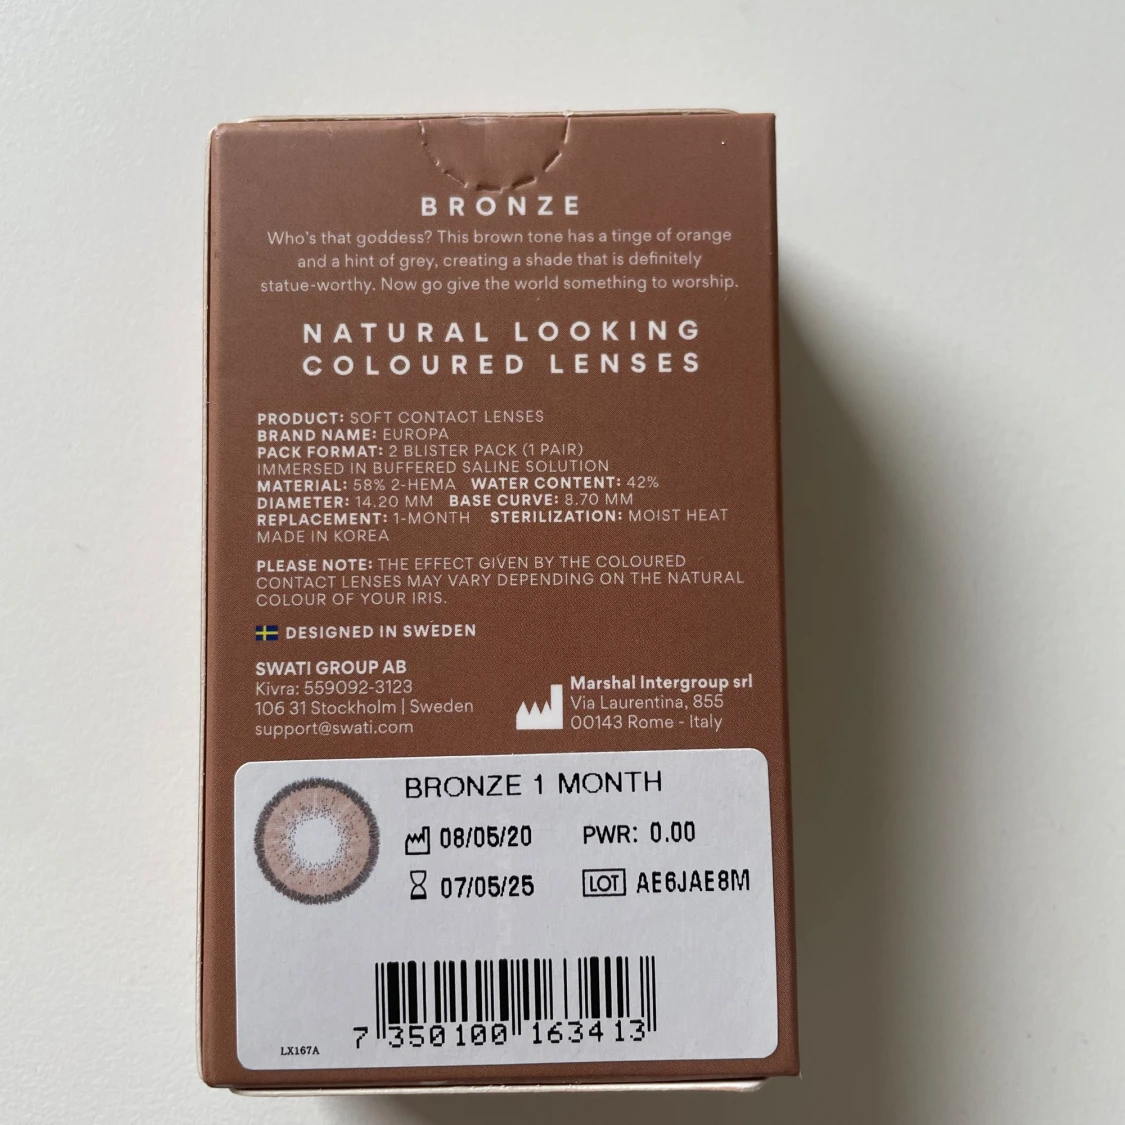 BRONZE
Who's that goddess? This brown tone has a tinge of orange
and a hint of grey, creating a shade that is definitely
statue-worthy. Now go give the world something to worship.
NATURAL LOOKING
COLOURED LENSES
PRODUCT: SOFT CONTACT LENSES
BRAND NAME: EUROPA
PACK FORMAT: 2 BLISTER PACK (1 PAIR)
IMMERSED IN BUFFERED SALINE SOLUTION
MATERIAL: 58% 2-HEMA WATER CONTENT: 42%
DIAMETER: 14.20 MM BASE CURVE: 8.70 MM
REPLACEMENT: 1-MONTH STERILIZATION: MOIST HEAT
MADE IN KOREA
PLEASE NOTE: THE EFFECT GIVEN BY THE COLOURED
CONTACT LENSES MAY VARY DEPENDING ON THE NATURAL
COLOUR OF YOUR IRIS.
DESIGNED IN SWEDEN
SWATI GROUP AB
Kivra: 559092-3123
106 31 Stockholm | Sweden
support@swati.com
Marshal Intergroup srl
Via Laurentina, 855
00143 Rome - Italy
BRONZE 1 MONTH
08/05/20 PWR: 0.00
07/05/25 LOT AE6JAE8M
7 350100 163413
LX167A